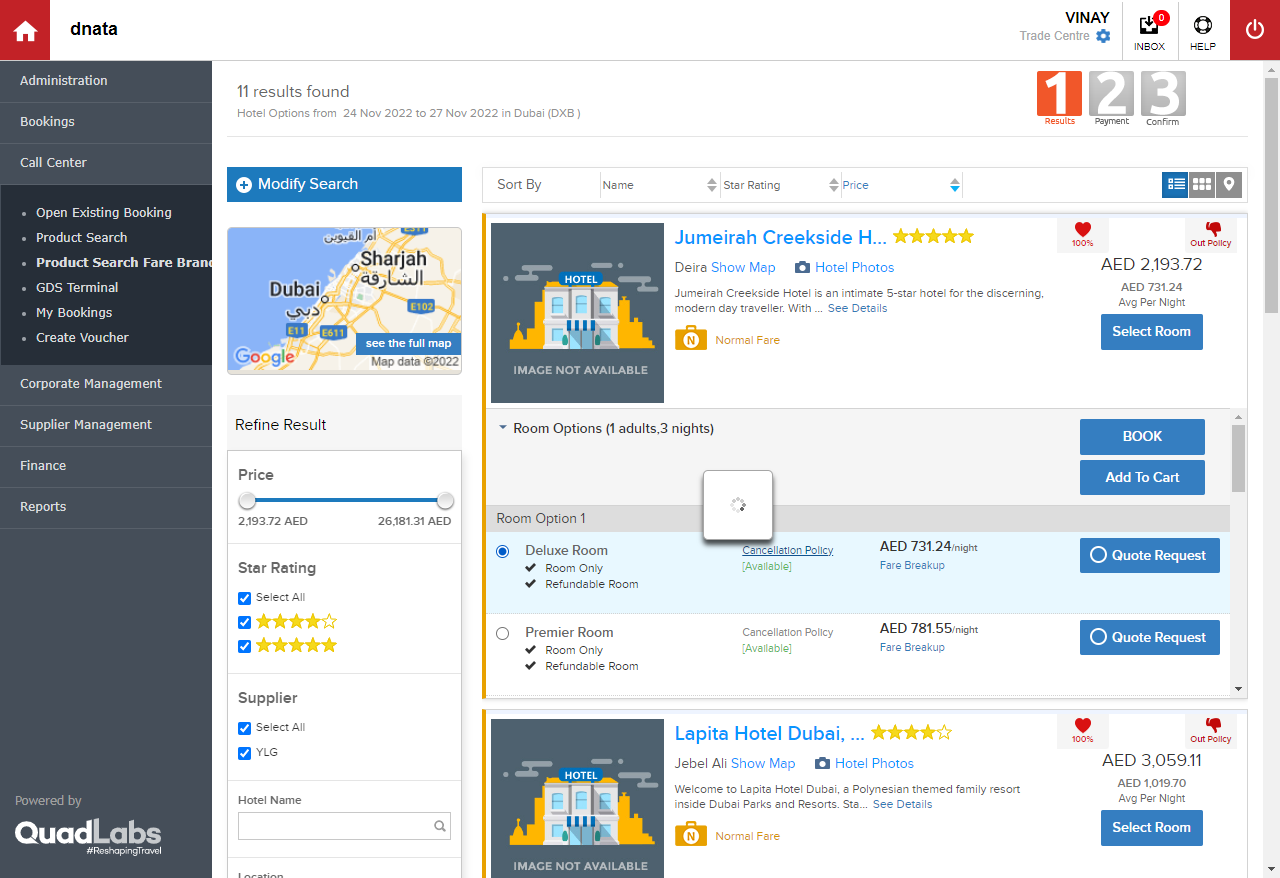 dnata
VINAY
Trade Centre
0
INBOX
HELP
Administration
Bookings
Call Center
Open Existing Booking
Product Search
Product Search Fare Brand
GDS Terminal
My Bookings
Create Voucher
Corporate Management
Supplier Management
Finance
Reports
Powered by
QuadLabs
#ReshapingTravel
11 results found
Hotel Options from 24 Nov 2022 to 27 Nov 2022 in Dubai (DXB )
1 2 3
Results Payment Confirm
Modify Search
أم القيوين
E11
Sharjah
الشارقة
Dubai
دبي
E102
E11
E611
see the full map
Google
Map data ©2022
Refine Result
Price
2,193.72 AED 26,181.31 AED
Star Rating
Select All
Supplier
Select All
YLG
Hotel Name
Location
Sort By Name Star Rating Price
HOTEL
IMAGE NOT AVAILABLE
Jumeirah Creekside H...
Deira Show Map Hotel Photos
Jumeirah Creekside Hotel is an intimate 5-star hotel for the discerning,
modern day traveller. With ... See Details
N Normal Fare
100%
Out Policy
AED 2,193.72
AED 731.24
Avg Per Night
Select Room
Room Options (1 adults,3 nights)
BOOK
Add To Cart
Room Option 1
Deluxe Room
Room Only
Refundable Room
Cancellation Policy
[Available]
AED 731.24/night
Fare Breakup
Quote Request
Premier Room
Room Only
Refundable Room
Cancellation Policy
[Available]
AED 781.55/night
Fare Breakup
Quote Request
HOTEL
IMAGE NOT AVAILABLE
Lapita Hotel Dubai, ...
Jebel Ali Show Map Hotel Photos
Welcome to Lapita Hotel Dubai, a Polynesian themed family resort
inside Dubai Parks and Resorts. Sta... See Details
N Normal Fare
100%
Out Policy
AED 3,059.11
AED 1,019.70
Avg Per Night
Select Room